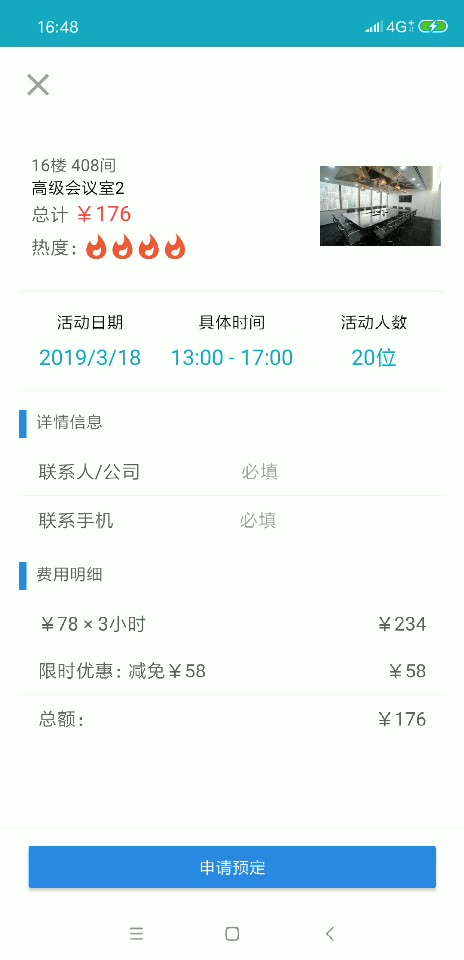 16:48 4G
16楼 408间
高级会议室2
总计 ￥176
热度：
活动日期 具体时间 活动人数
2019/3/18 13:00 - 17:00 20位
详情信息
联系人/公司 必填
联系手机 必填
费用明细
￥78 × 3小时 ￥234
限时优惠：减免￥58 ￥58
总额： ￥176
申请预定